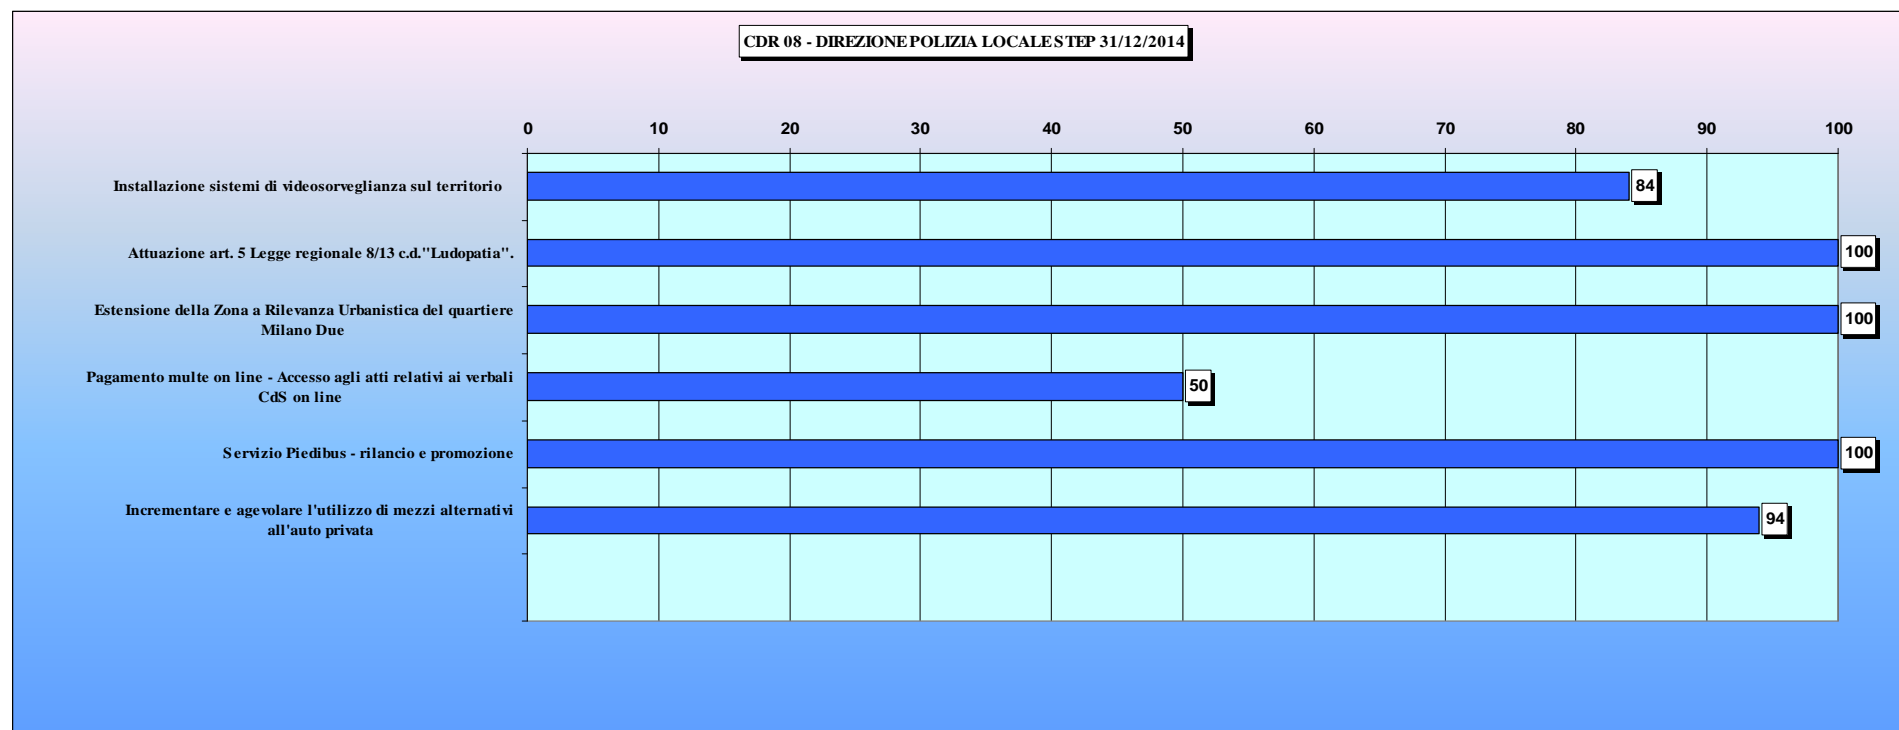 CDR 08 - DIREZIONE POLIZIA LOCALE STEP 31/12/2014
0 10 20 30 40 50 60 70 80 90 100
Installazione sistemi di videosorveglianza sul territorio
84
Attuazione art. 5 Legge regionale 8/13 c.d."Ludopatia".
100
Estensione della Zona a Rilevanza Urbanistica del quartiere
Milano Due
100
Pagamento multe on line - Accesso agli atti relativi ai verbali
CdS on line
50
Servizio Piedibus - rilancio e promozione
100
Incrementare e agevolare l'utilizzo di mezzi alternativi
all'auto privata
94